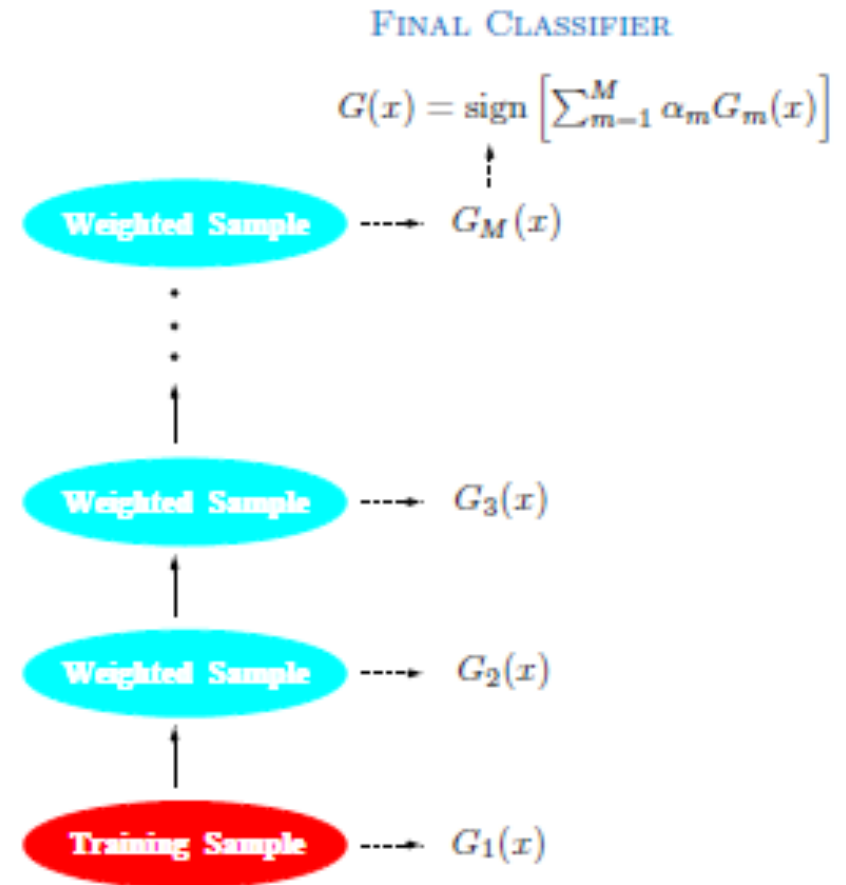 FINAL CLASSIFIER
G(x) = sign [∑_{m-1}^{M} α_m G_m(x)]
Weighted Sample G_M(x)
Weighted Sample G_3(x)
Weighted Sample G_2(x)
Training Sample G_1(x)